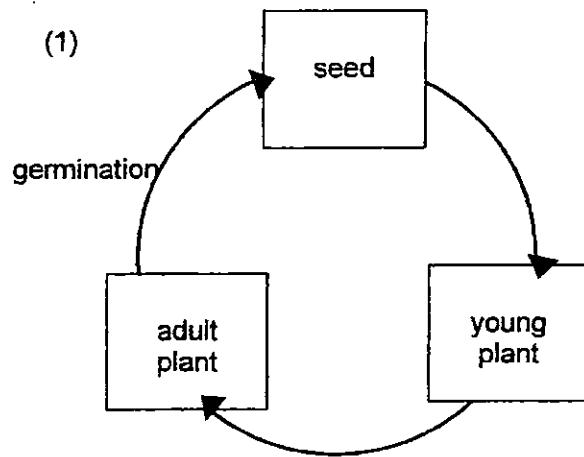 (1)
seed
germination
adult
plant
young
plant